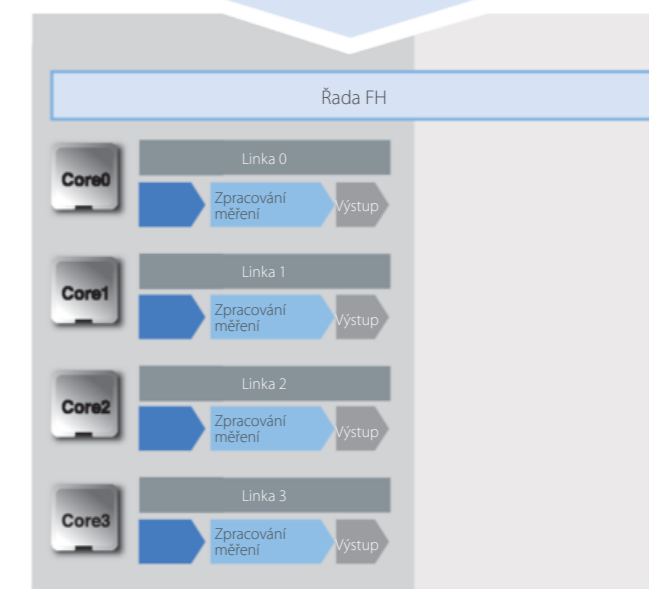 Řada FH
Core0
Linka 0
Zpracování
měření
Výstup
Core1
Linka 1
Zpracování
měření
Výstup
Core2
Linka 2
Zpracování
měření
Výstup
Core3
Linka 3
Zpracování
měření
Výstup